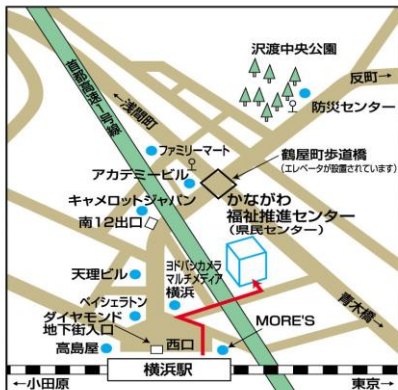 沢渡中央公園
反町
防災センター
首都高速1号線
浅間町
ファミリーマート
鶴屋町歩道橋
(エレベータが設置されています)
アカデミービル
かながわ
福祉推進センター
(県民センター)
キャメロットジャパン
南12出口
天理ビル
ヨドバシカメラ
マルチメディア
横浜
青木橋
ベイシェラトン
ダイヤモンド
地下街入口
MORE'S
高島屋
西口
横浜駅
←小田原
東京→